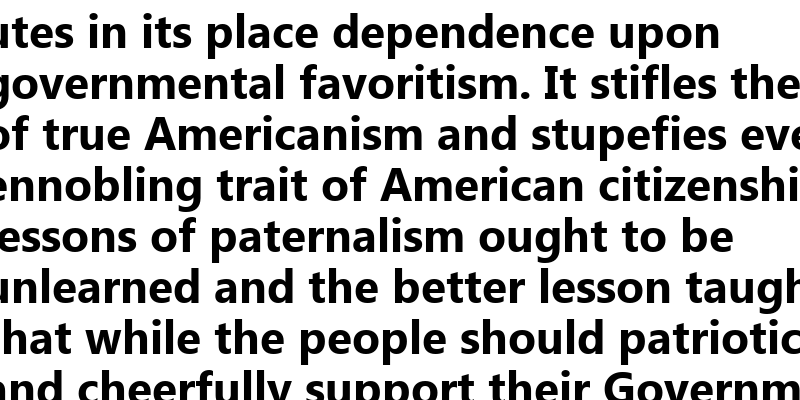 utes in its place dependence upon
governmental favoritism. It stifles the
of true Americanism and stupefies eve
ennobling trait of American citizenshi
essons of paternalism ought to be
unlearned and the better lesson taugh
that while the people should patriotic
and cheerfully support their Governm